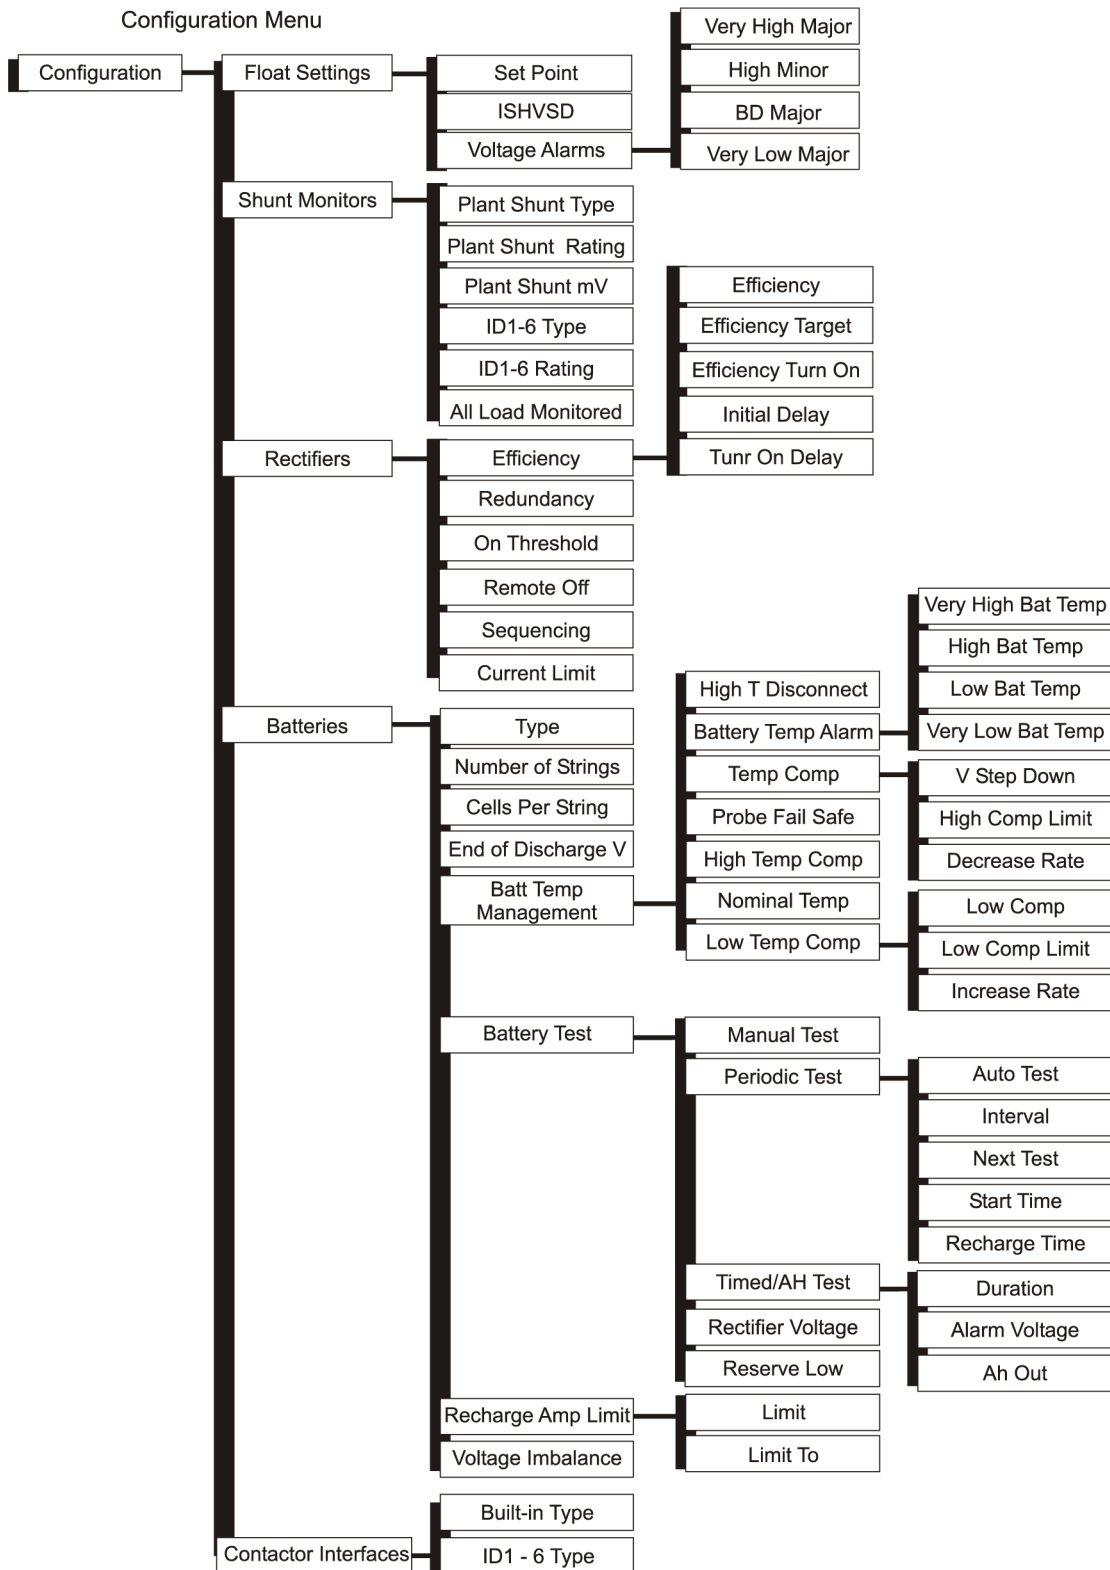 Configuration Menu
Configuration
Float Settings
Set Point
ISHVSD
Voltage Alarms
Very High Major
High Minor
BD Major
Very Low Major
Shunt Monitors
Plant Shunt Type
Plant Shunt Rating
Plant Shunt mV
ID1-6 Type
ID1-6 Rating
All Load Monitored
Rectifiers
Efficiency
Efficiency
Efficiency Target
Efficiency Turn On
Initial Delay
Tunr On Delay
Redundancy
On Threshold
Remote Off
Sequencing
Current Limit
Batteries
Type
Number of Strings
Cells Per String
End of Discharge V
Batt Temp
Management
High T Disconnect
Battery Temp Alarm
Very High Bat Temp
High Bat Temp
Low Bat Temp
Very Low Bat Temp
Temp Comp
V Step Down
High Comp Limit
Decrease Rate
Probe Fail Safe
High Temp Comp
Nominal Temp
Low Temp Comp
Low Comp
Low Comp Limit
Increase Rate
Battery Test
Manual Test
Periodic Test
Auto Test
Interval
Next Test
Start Time
Recharge Time
Timed/AH Test
Duration
Alarm Voltage
Ah Out
Rectifier Voltage
Reserve Low
Recharge Amp Limit
Limit
Limit To
Voltage Imbalance
Contactor Interfaces
Built-in Type
ID1 - 6 Type